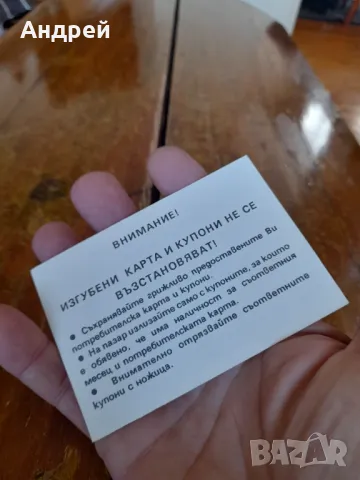 Андрей
ВНИМАНИЕ!
ИЗГУБЕНИ КАРТА И КУПОНИ НЕ СЕ
ВЪЗСТАНОВЯВАТ!
● Съхранявайте грижливо предоставените Ви
потребителска карта и купони.
● На пазар излизайте само с купоните, за които
е обявено, че има наличност за съответния
месец и потребителската карта.
● Внимателно отрязвайте съответните
купони с ножица.
BAZAR
bg